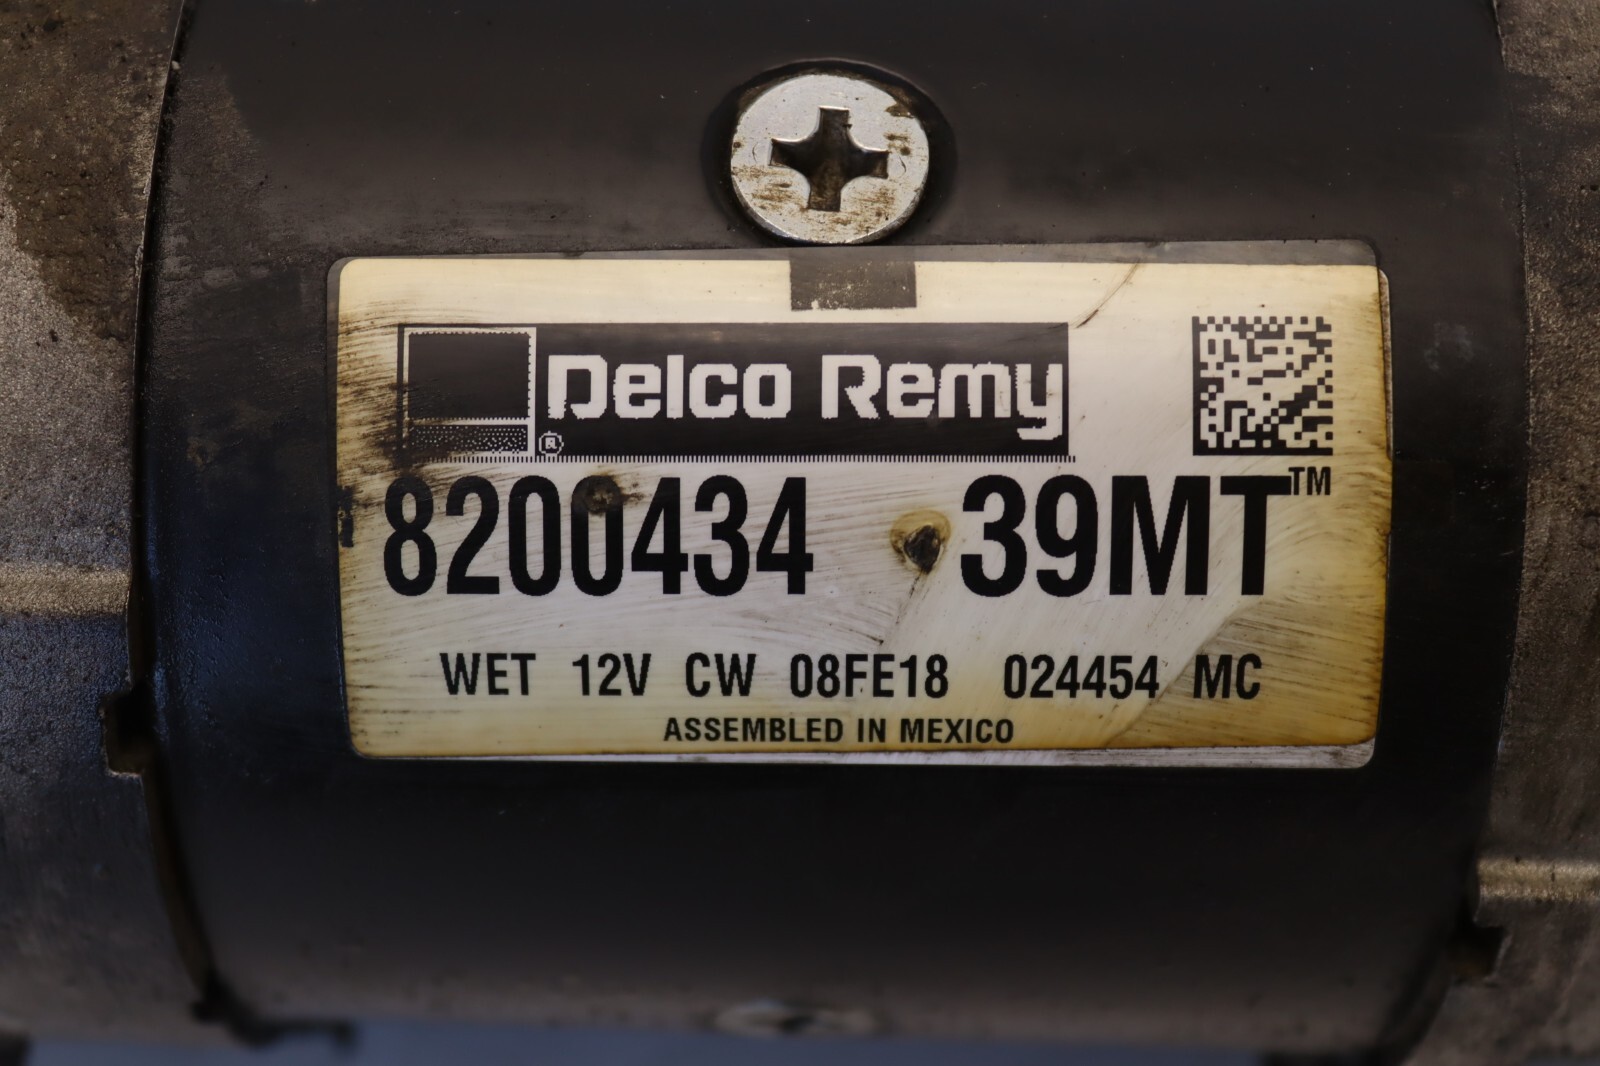 Delco Remy
®
8200434 39MT™
WET 12V CW 08FE18 024454 MC
ASSEMBLED IN MEXICO